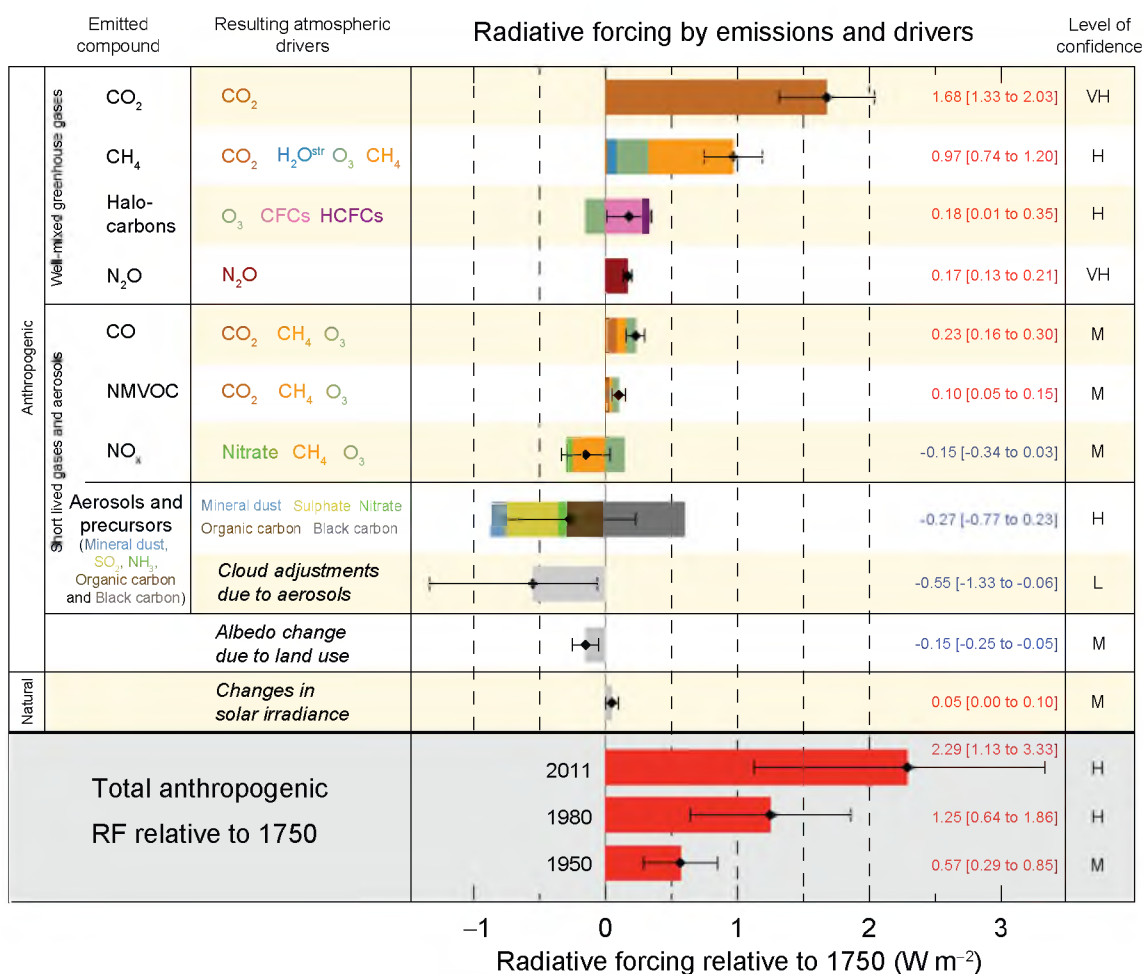 Emitted compound
Resulting atmospheric drivers
Radiative forcing by emissions and drivers
Level of confidence
Anthropogenic
Well-mixed greenhouse gases
CO₂
CO₂
1.68 [1.33 to 2.03]
VH
CH₄
CO₂ H₂Oˢᵗʳ O₃ CH₄
0.97 [0.74 to 1.20]
H
Halo-
carbons
O₃ CFCs HCFCs
0.18 [0.01 to 0.35]
H
N₂O
N₂O
0.17 [0.13 to 0.21]
VH
Short lived gases and aerosols
CO
CO₂ CH₄ O₃
0.23 [0.16 to 0.30]
M
NMVOC
CO₂ CH₄ O₃
0.10 [0.05 to 0.15]
M
NOₓ
Nitrate CH₄ O₃
-0.15 [-0.34 to 0.03]
M
Aerosols and
precursors
(Mineral dust,
SO₂, NH₃,
Organic carbon
and Black carbon)
Mineral dust Sulphate Nitrate
Organic carbon Black carbon
-0.27 [-0.77 to 0.23]
H
Cloud adjustments
due to aerosols
-0.55 [-1.33 to -0.06]
L
Albedo change
due to land use
-0.15 [-0.25 to -0.05]
M
Natural
Changes in
solar irradiance
0.05 [0.00 to 0.10]
M
Total anthropogenic
RF relative to 1750
2011
2.29 [1.13 to 3.33]
H
1980
1.25 [0.64 to 1.86]
H
1950
0.57 [0.29 to 0.85]
M
−1 0 1 2 3
Radiative forcing relative to 1750 (W m⁻²)